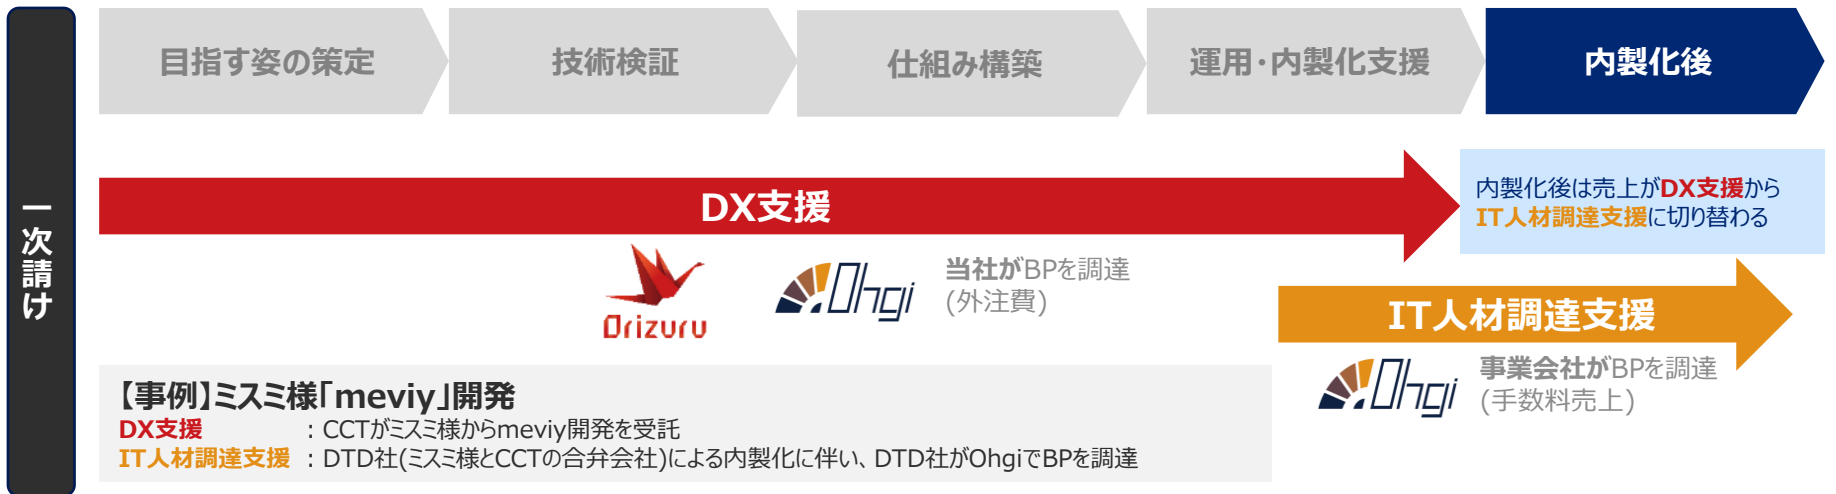 一次請け
目指す姿の策定
技術検証
仕組み構築
運用・内製化支援
内製化後
DX支援
内製化後は売上がDX支援から
IT人材調達支援に切り替わる
Orizuru
Ohgi
当社がBPを調達
(外注費)
IT人材調達支援
Ohgi
事業会社がBPを調達
(手数料売上)
【事例】ミスミ様「meviy」開発
DX支援 : CCTがミスミ様からmeviy開発を受託
IT人材調達支援 : DTD社(ミスミ様とCCTの合弁会社)による内製化に伴い、DTD社がOhgiでBPを調達